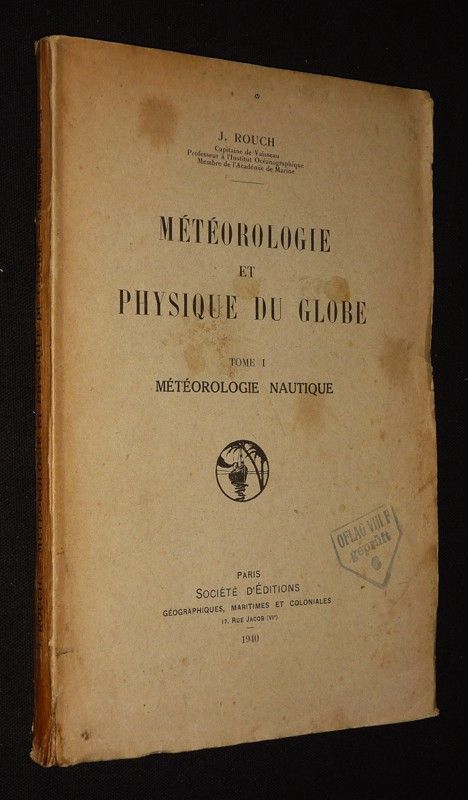 J. ROUCH
Capitaine de Vaisseau
Professeur à l'Institut Océanographique
Membre de l'Académie de Marine
MÉTÉOROLOGIE
ET
PHYSIQUE DU GLOBE
TOME I
MÉTÉOROLOGIE NAUTIQUE
OFLAG VIII F
geprüft
PARIS
SOCIÉTÉ D'ÉDITIONS
GÉOGRAPHIQUES, MARITIMES ET COLONIALES
17, RUE JACOB (VIe)
1940
ROUCH